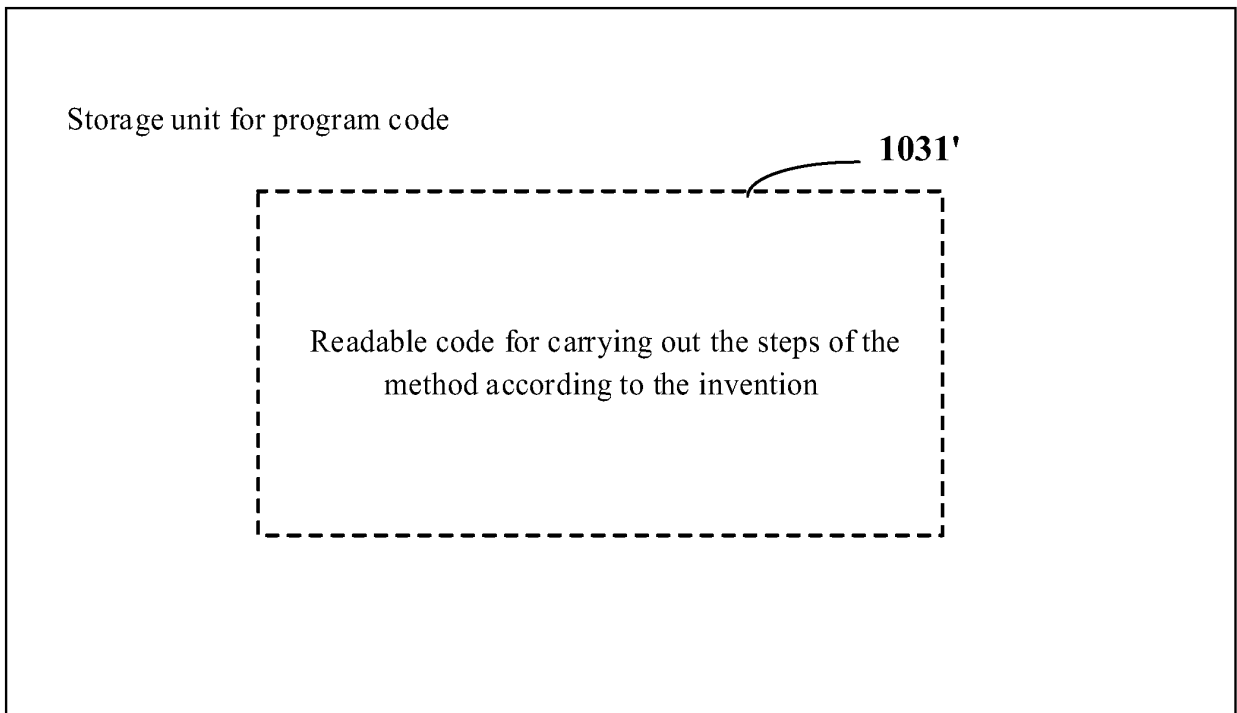 Storage unit for program code
1031'
Readable code for carrying out the steps of the
method according to the invention